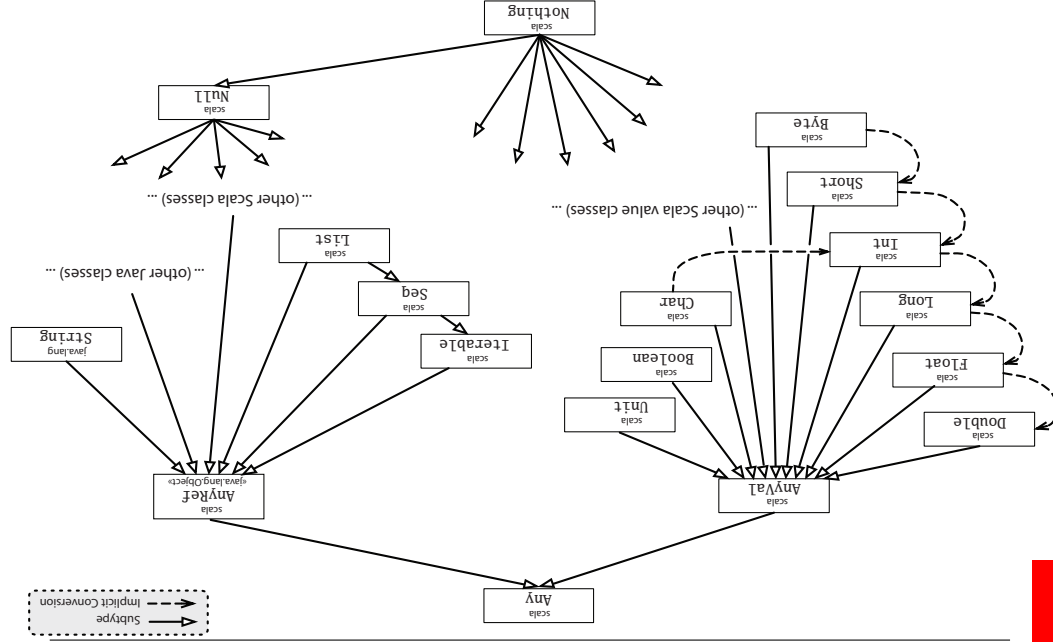 Subtype
Implicit Conversion
scala
Any
scala
AnyVal
scala
AnyRef
«java.lang.Object»
scala
Double
scala
Unit
scala
Float
scala
Boolean
scala
Long
scala
Char
scala
Int
scala
Short
scala
Byte
... (other Scala value classes) ...
scala
Iterable
java.lang
String
scala
Seq
... (other Java classes) ...
scala
List
... (other Scala classes) ...
scala
Null
scala
Nothing